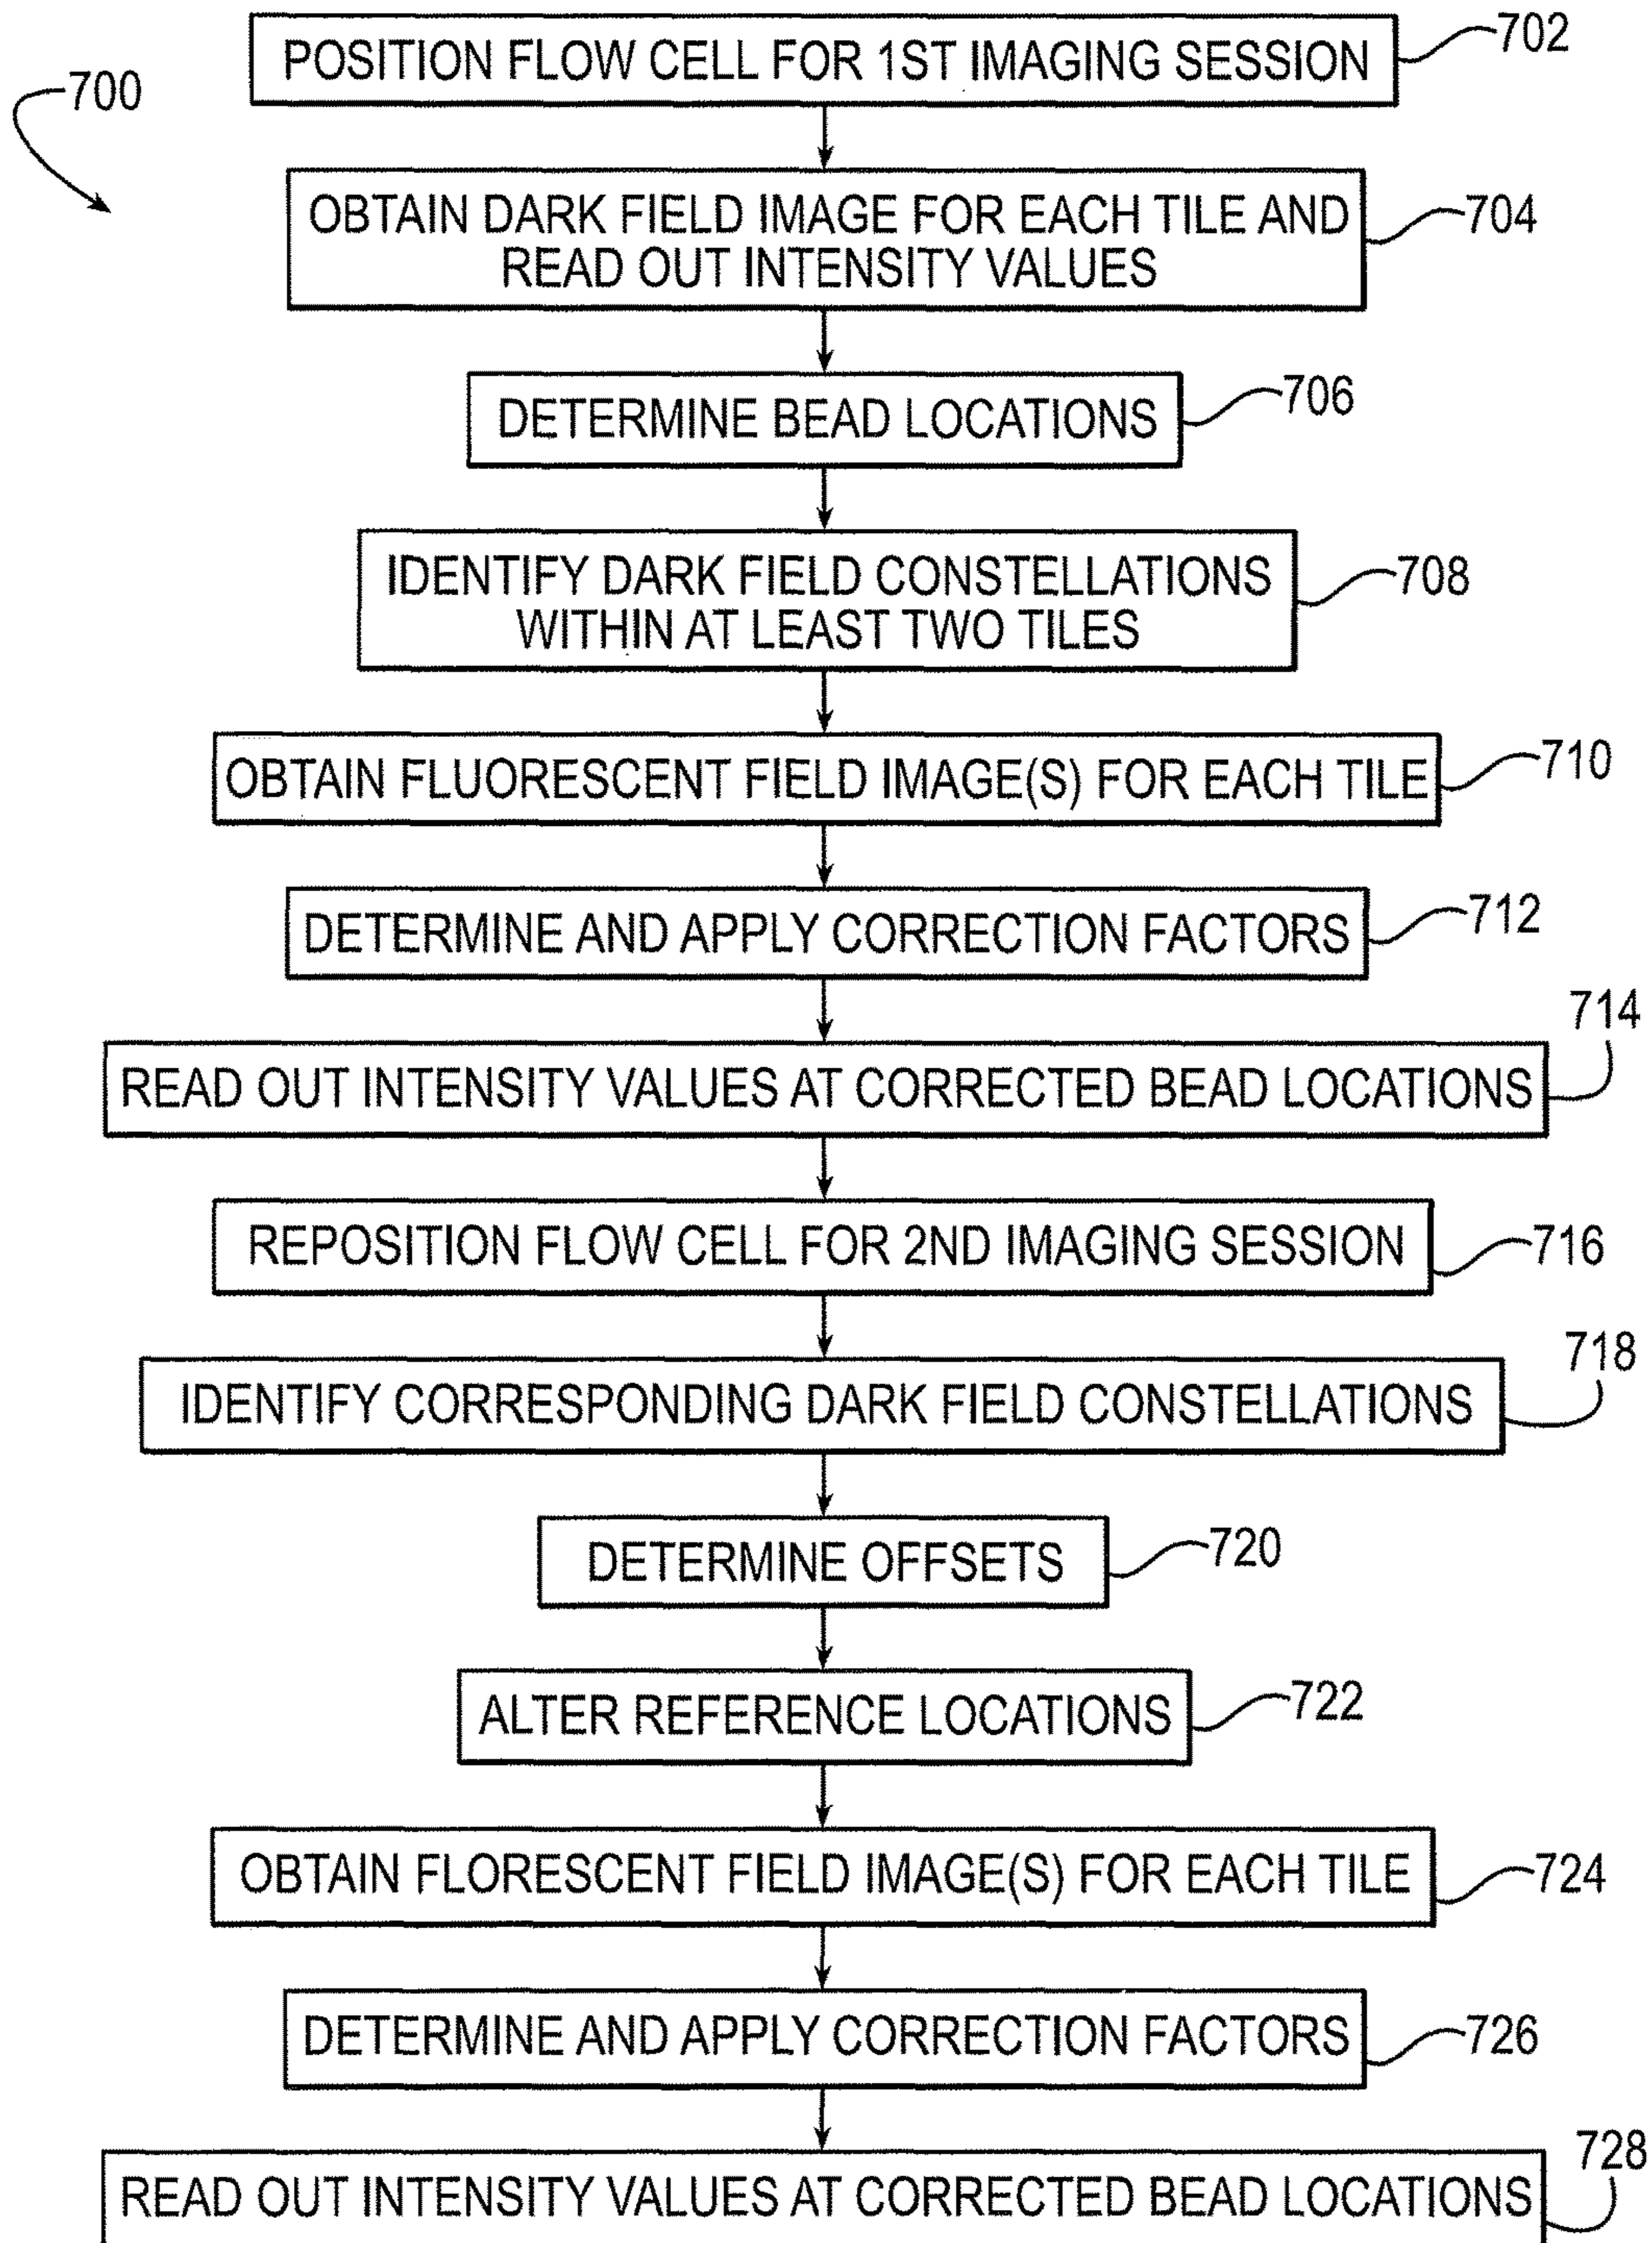 POSITION FLOW CELL FOR 1ST IMAGING SESSION
702
700
OBTAIN DARK FIELD IMAGE FOR EACH TILE AND
READ OUT INTENSITY VALUES
704
DETERMINE BEAD LOCATIONS
706
IDENTIFY DARK FIELD CONSTELLATIONS
WITHIN AT LEAST TWO TILES
708
OBTAIN FLUORESCENT FIELD IMAGE(S) FOR EACH TILE
710
DETERMINE AND APPLY CORRECTION FACTORS
712
714
READ OUT INTENSITY VALUES AT CORRECTED BEAD LOCATIONS
REPOSITION FLOW CELL FOR 2ND IMAGING SESSION
716
718
IDENTIFY CORRESPONDING DARK FIELD CONSTELLATIONS
DETERMINE OFFSETS
720
ALTER REFERENCE LOCATIONS
722
OBTAIN FLORESCENT FIELD IMAGE(S) FOR EACH TILE
724
DETERMINE AND APPLY CORRECTION FACTORS
726
728
READ OUT INTENSITY VALUES AT CORRECTED BEAD LOCATIONS